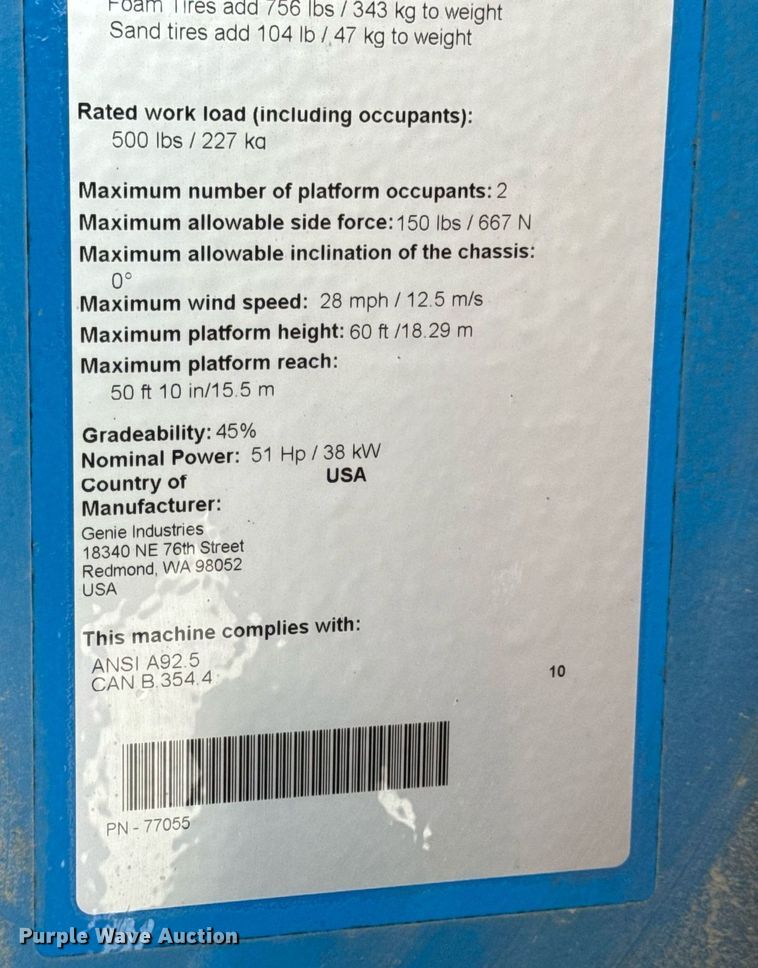 Foam Tires add 756 lbs / 343 kg to weight
Sand tires add 104 lb / 47 kg to weight
Rated work load (including occupants):
500 lbs / 227 kg
Maximum number of platform occupants: 2
Maximum allowable side force: 150 lbs / 667 N
Maximum allowable inclination of the chassis:
0°
Maximum wind speed: 28 mph / 12.5 m/s
Maximum platform height: 60 ft /18.29 m
Maximum platform reach:
50 ft 10 in/15.5 m
Gradeability: 45%
Nominal Power: 51 Hp / 38 kW
Country of USA
Manufacturer:
Genie Industries
18340 NE 76th Street
Redmond, WA 98052
USA
This machine complies with:
ANSI A92.5
CAN B.354.4
10
PN - 77055
Purple Wave Auction